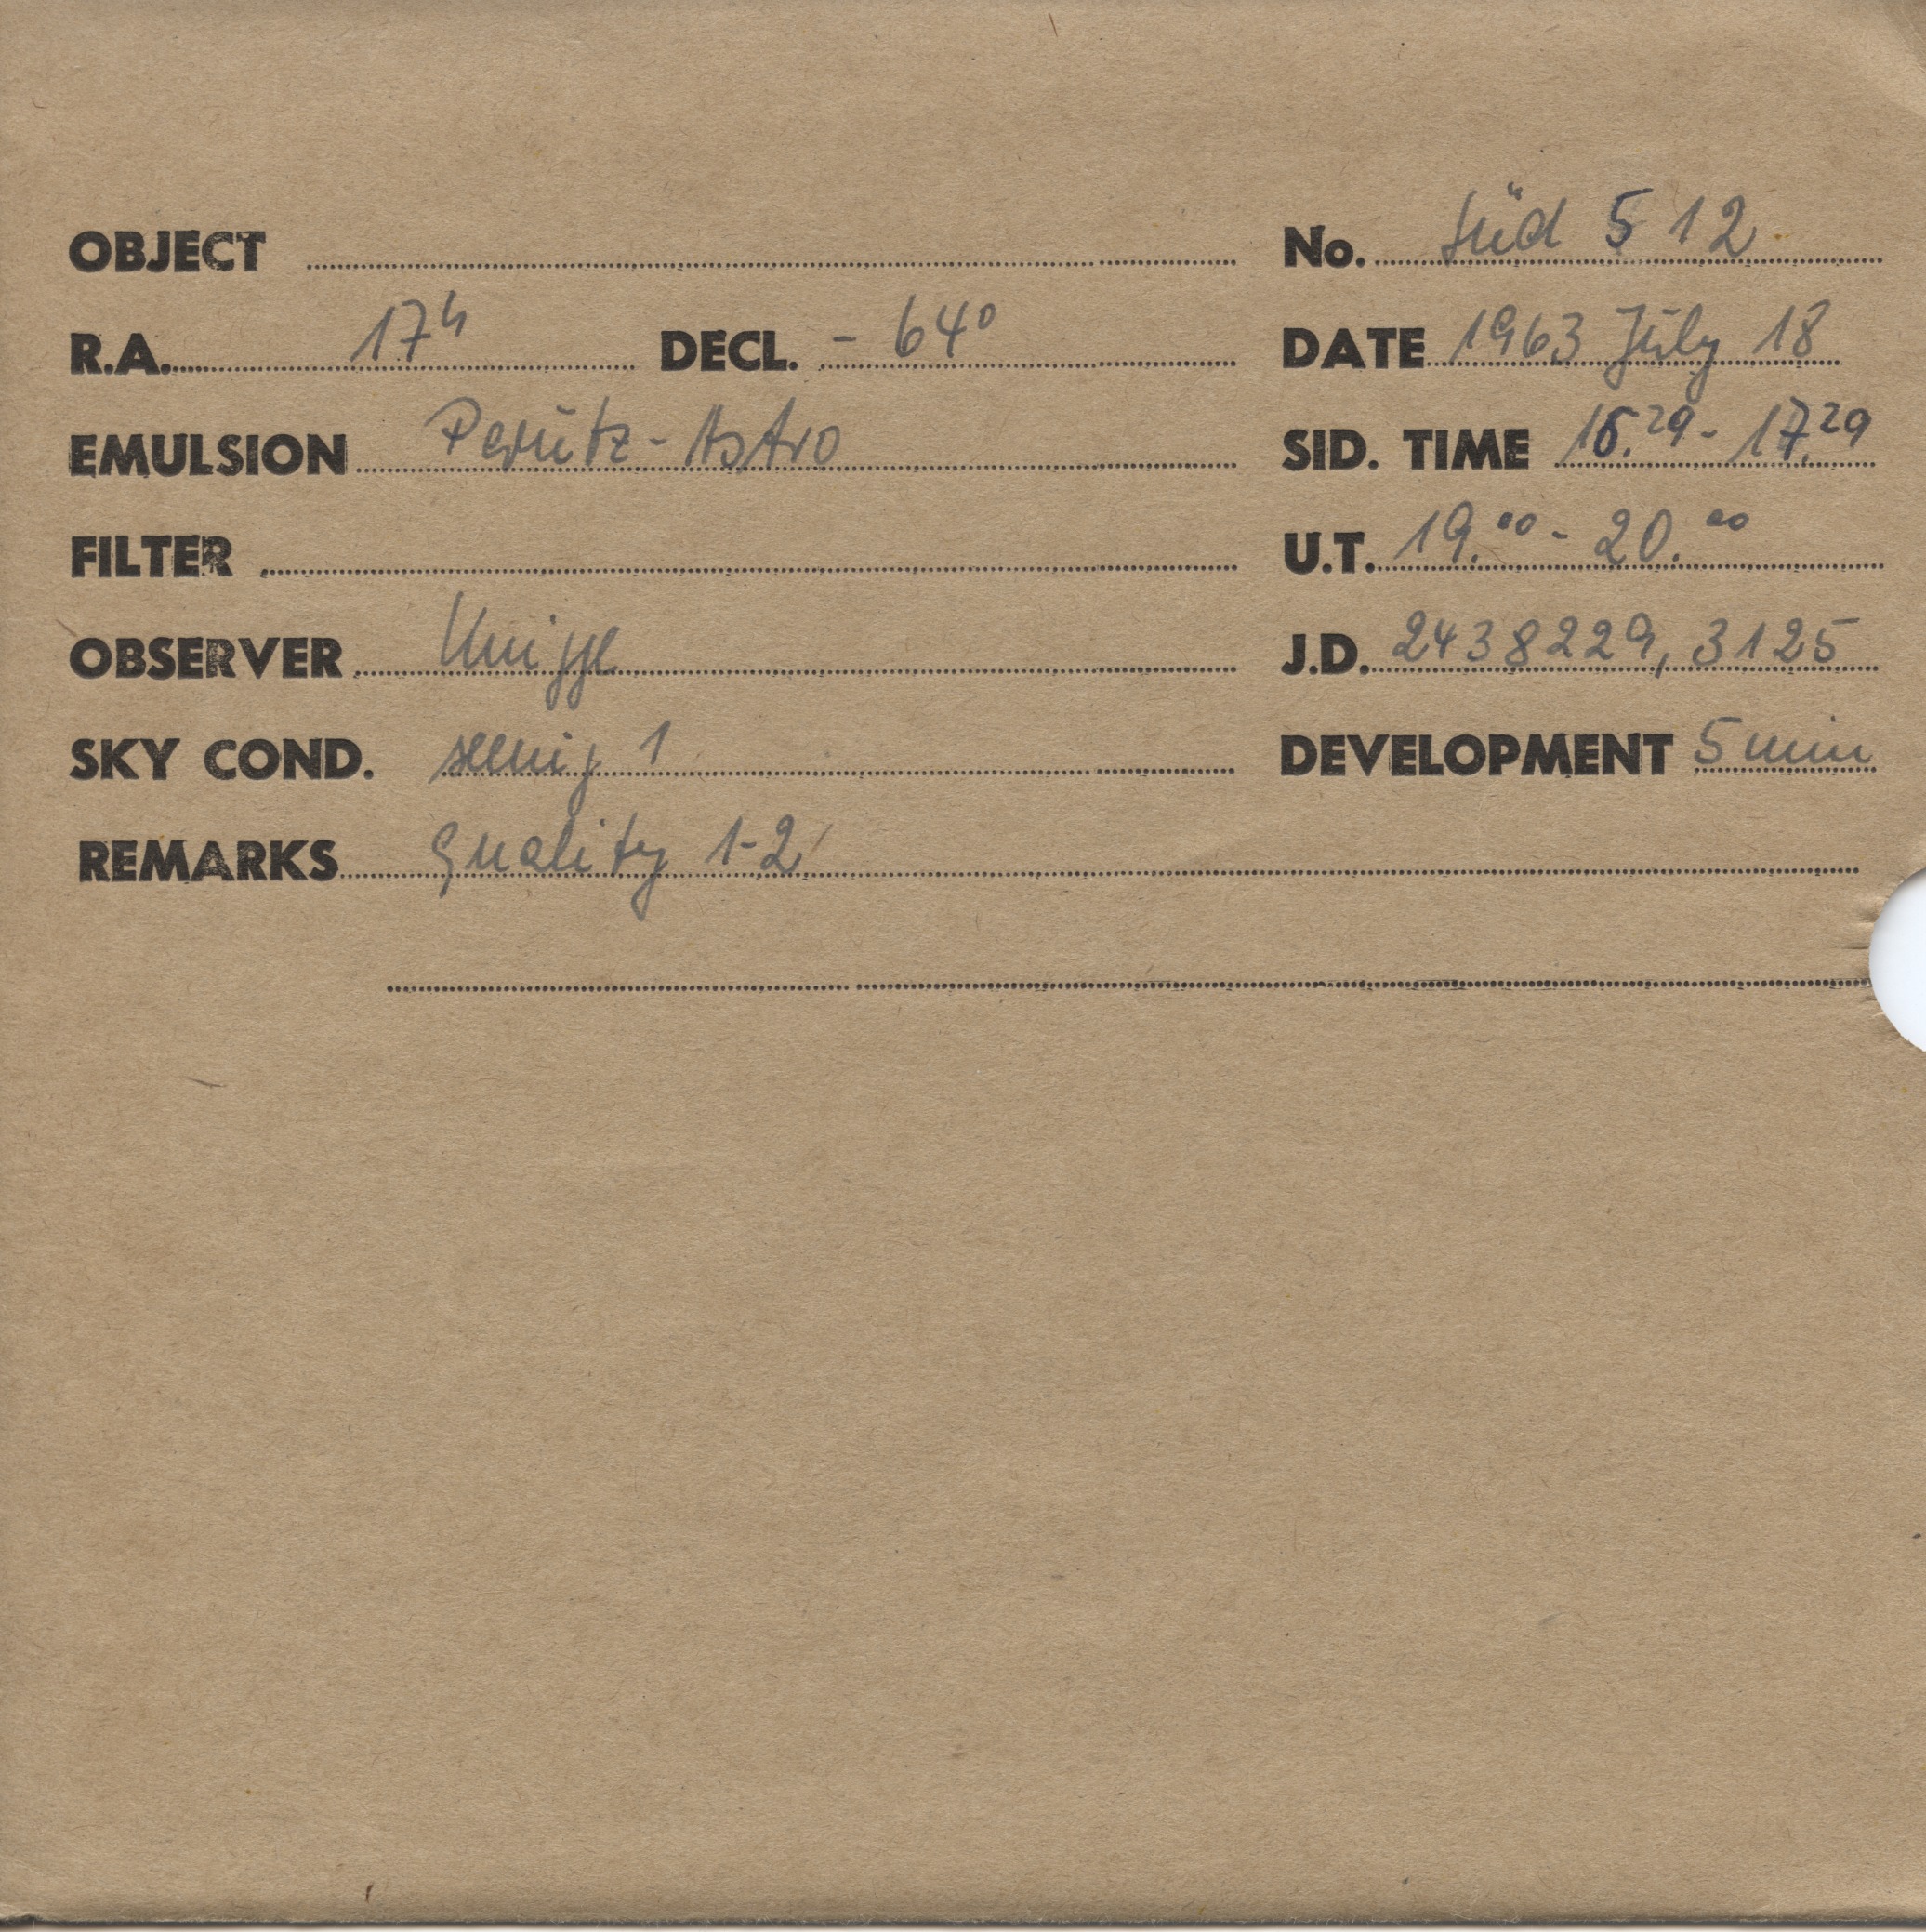 OBJECT No. Süd 512
R.A. 17h DECL. - 64°
DATE 1963 July 18
EMULSION Perutz-Astro
SID. TIME 16.29 - 17.29
FILTER U.T. 19.00 - 20.00
OBSERVER Knigge
J.D. 2438229,3125
SKY COND. seeing 1
DEVELOPMENT 5 min
REMARKS Quality 1-2